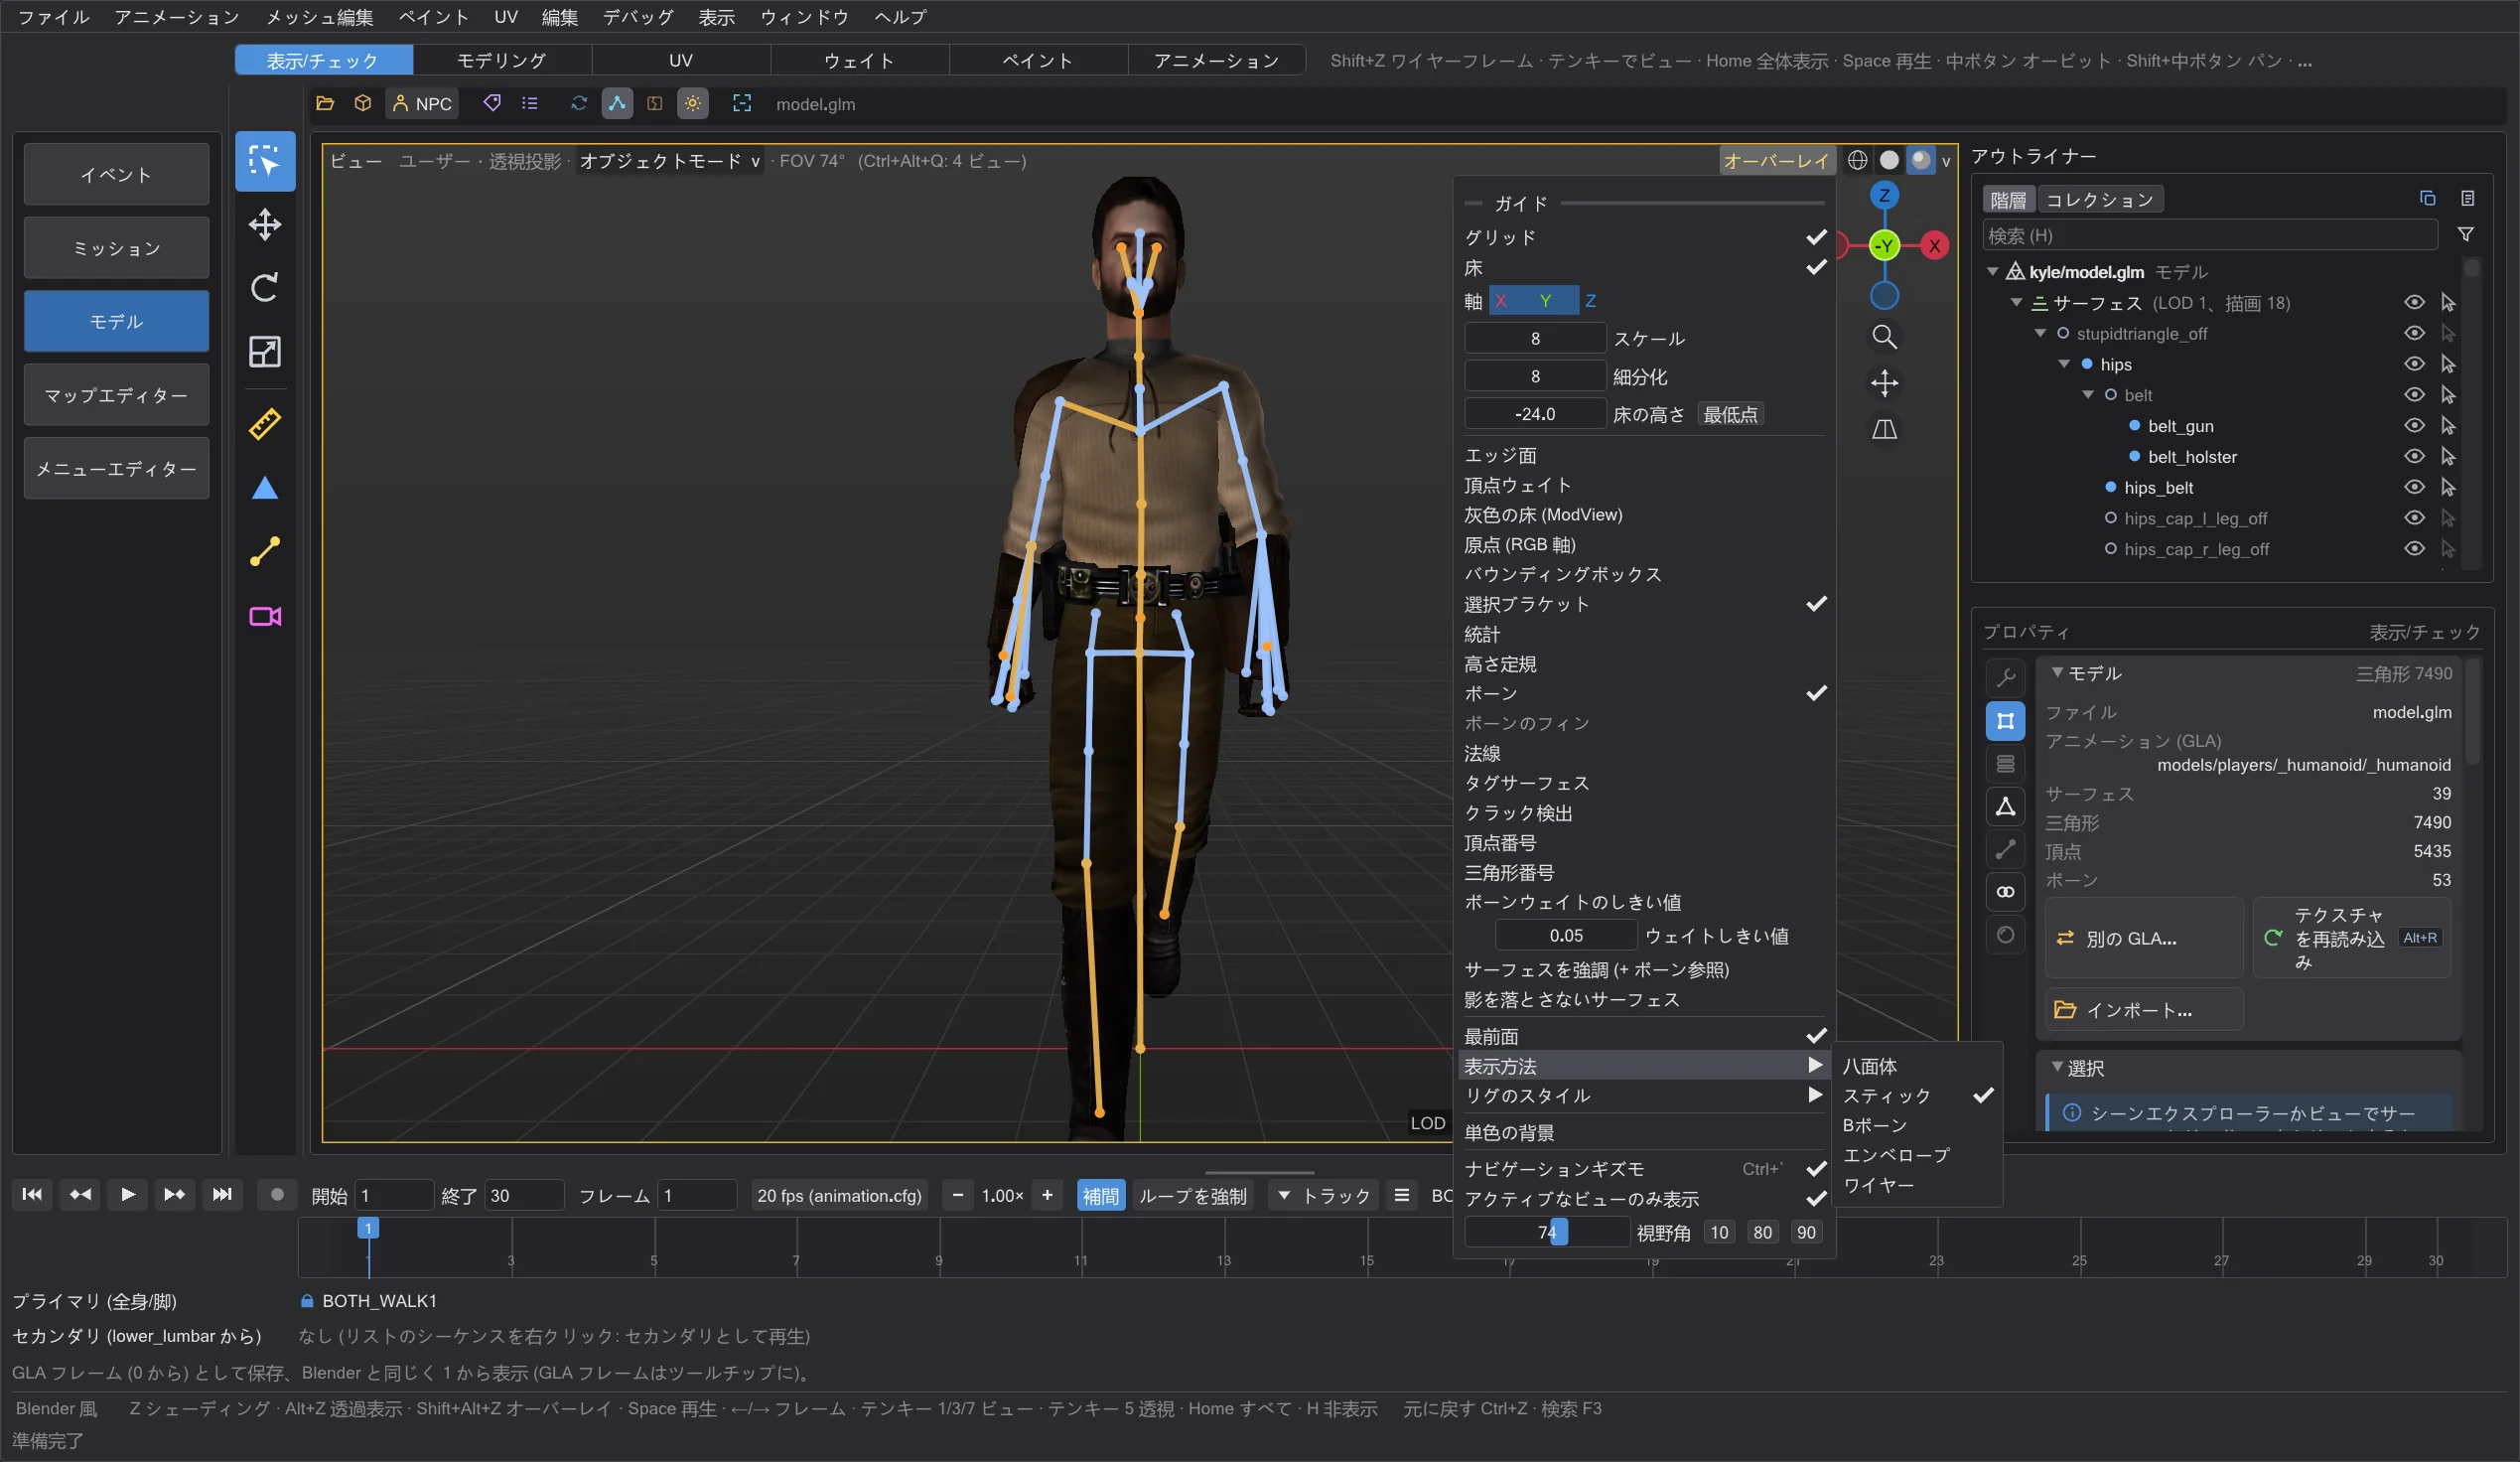 ファイル アニメーション メッシュ編集 ペイント UV 編集 デバッグ 表示 ウィンドウ ヘルプ
表示/チェック モデリング UV ウェイト ペイント アニメーション Shift+Z ワイヤーフレーム · テンキーでビュー · Home 全体表示 · Space 再生 · 中ボタン オービット · Shift+中ボタン パン · ...
NPC model.glm
イベント
ミッション
モデル
マップエディター
メニューエディター
ビュー ユーザー · 透視投影 · オブジェクトモード v · FOV 74° (Ctrl+Alt+Q: 4 ビュー) オーバーレイ v
Z
-Y X
LOD
ガイド
グリッド
床
軸 X Y Z
8 スケール
8 細分化
-24.0 床の高さ 最低点
エッジ面
頂点ウェイト
灰色の床 (ModView)
原点 (RGB 軸)
バウンディングボックス
選択ブラケット
統計
高さ定規
ボーン
ボーンのフィン
法線
タグサーフェス
クラック検出
頂点番号
三角形番号
ボーンウェイトのしきい値
0.05 ウェイトしきい値
サーフェスを強調 (+ ボーン参照)
影を落とさないサーフェス
最前面
表示方法
リグのスタイル
単色の背景
ナビゲーションギズモ Ctrl+`
アクティブなビューのみ表示
74 視野角 10 80 90
八面体
スティック
Bボーン
エンベロープ
ワイヤー
アウトライナー
階層 コレクション
検索 (H)
kyle/model.glm モデル
サーフェス (LOD 1、描画 18)
stupidtriangle_off
hips
belt
belt_gun
belt_holster
hips_belt
hips_cap_l_leg_off
hips_cap_r_leg_off
プロパティ 表示/チェック
モデル 三角形 7490
ファイル model.glm
アニメーション (GLA)
models/players/_humanoid/_humanoid
サーフェス 39
三角形 7490
頂点 5435
ボーン 53
別の GLA...
テクスチャ
を再読み込
み
Alt+R
インポート...
選択
シーンエクスプローラーかビューでサー
開始 1 終了 30 フレーム 1 20 fps (animation.cfg) − 1.00× + 補間 ループを強制 トラック BC
1
1 3 5 7 9 11 13 15 17 19 21 23 25 27 29 30
プライマリ (全身/脚) BOTH_WALK1
セカンダリ (lower_lumbar から) なし (リストのシーケンスを右クリック: セカンダリとして再生)
GLA フレーム (0 から) として保存、Blender と同じく 1 から表示 (GLA フレームはツールチップに)。
Blender 風 Z シェーディング · Alt+Z 透過表示 · Shift+Alt+Z オーバーレイ · Space 再生 · ←/→ フレーム · テンキー 1/3/7 ビュー · テンキー 5 透視 · Home すべて · H 非表示 元に戻す Ctrl+Z · 検索 F3
準備完了